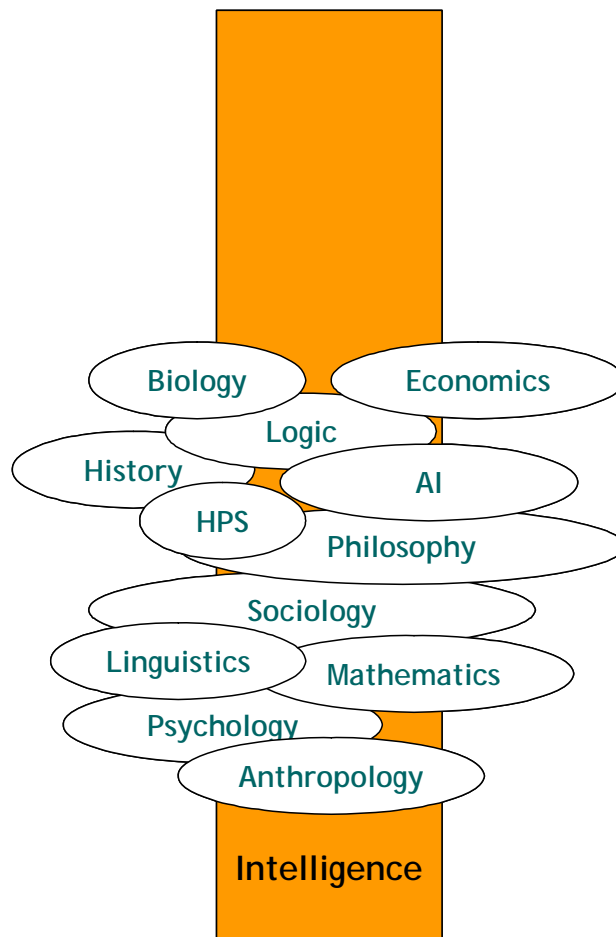 Biology
Economics
Logic
History
AI
HPS
Philosophy
Sociology
Linguistics
Mathematics
Psychology
Anthropology
Intelligence